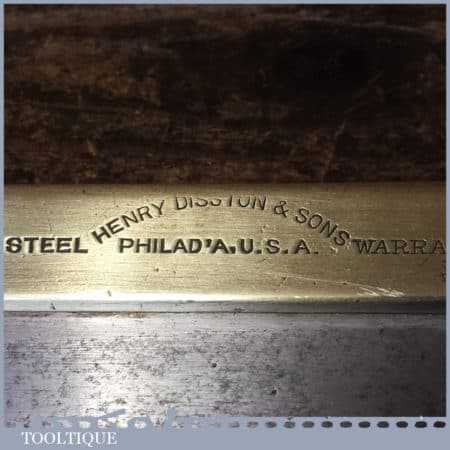 HENRY DISSTON & SONS
STEEL PHILAD'A. U.S.A. WARRA
TOOLTIQUE